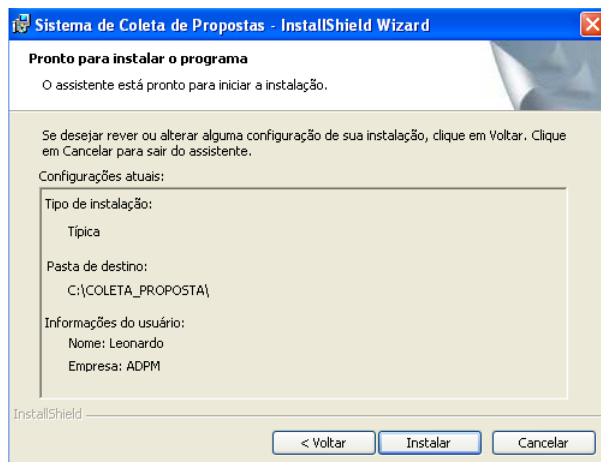 Sistema de Coleta de Propostas - InstallShield Wizard
Pronto para instalar o programa
O assistente está pronto para iniciar a instalação.
Se desejar rever ou alterar alguma configuração de sua instalação, clique em Voltar. Clique
em Cancelar para sair do assistente.
Configurações atuais:
Tipo de instalação:
Típica
Pasta de destino:
C:\COLETA_PROPOSTA\
Informações do usuário:
Nome: Leonardo
Empresa: ADPM
InstallShield
< Voltar Instalar Cancelar